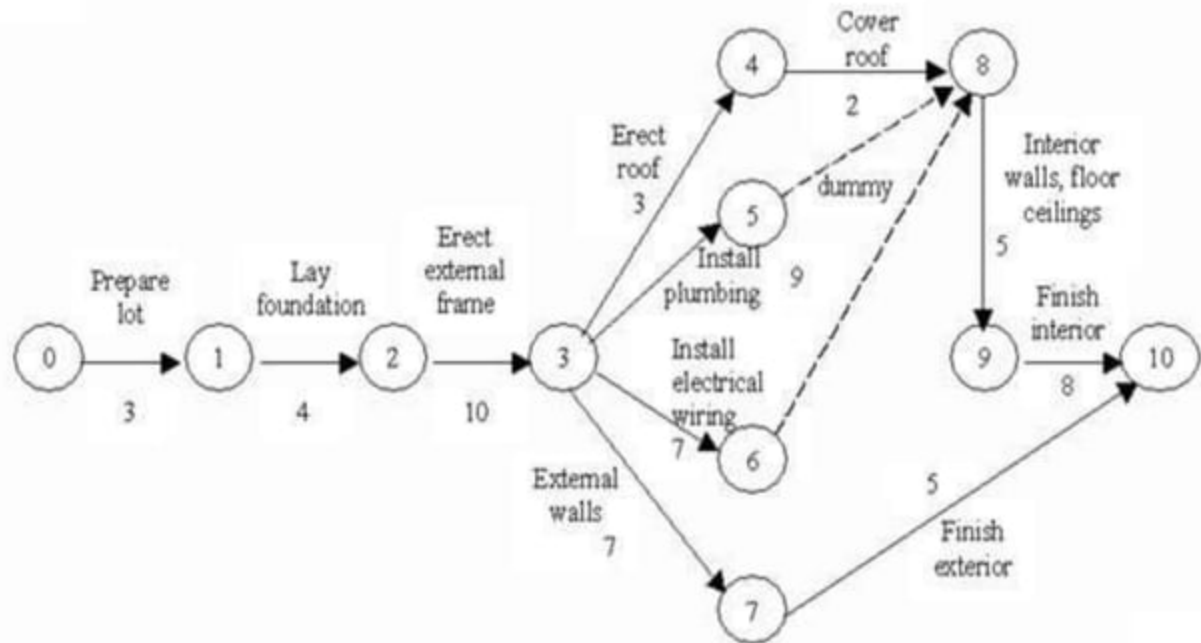 Cover
roof
4
8
2
Erect
roof
3
Interior
walls, floor
ceilings
dummy
5
5
Erect
external
frame
Install
plumbing
9
Prepare
lot
Lay
foundation
Finish
interior
0
1
2
3
9
10
3
4
10
8
Install
electrical
wiring
7
6
External
walls
7
5
Finish
exterior
7